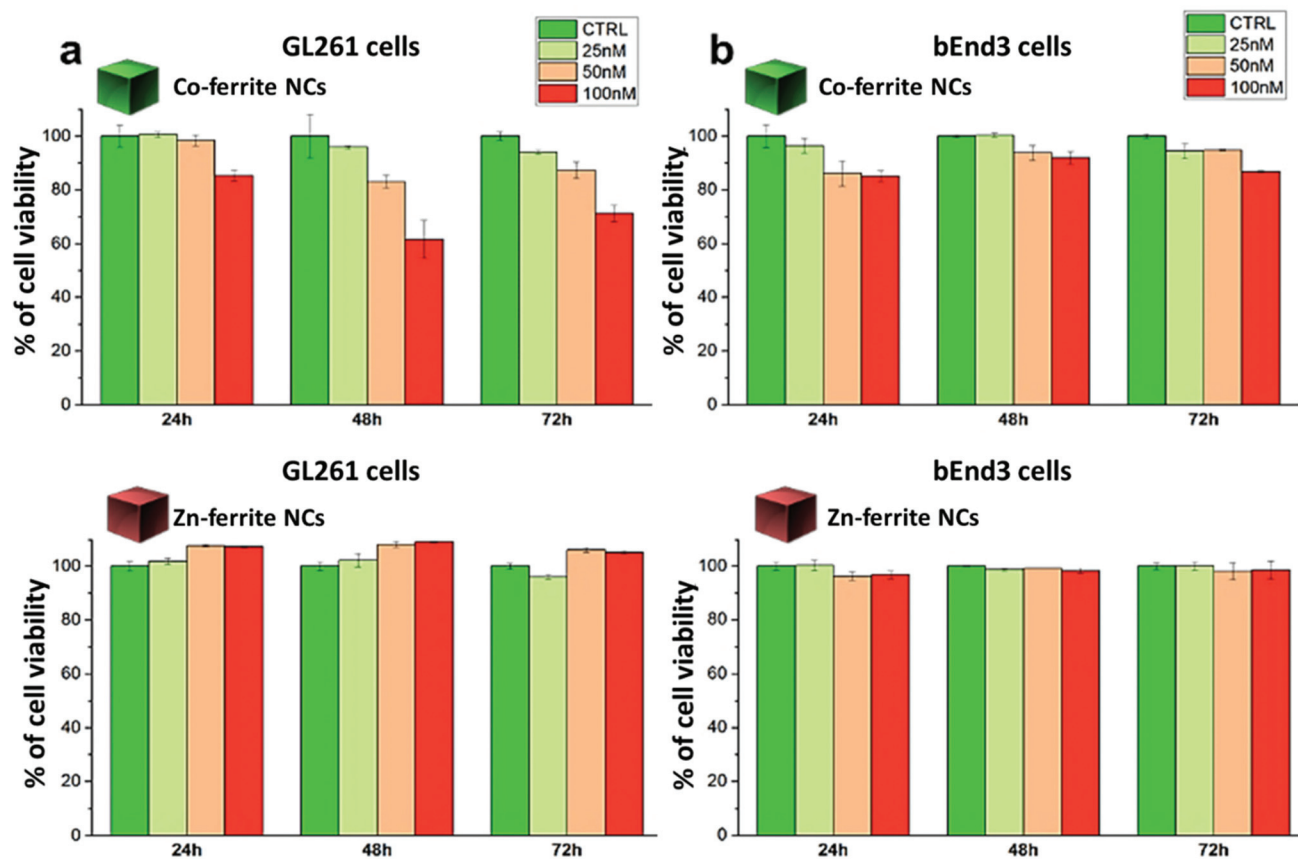 a
GL261 cells
CTRL
25nM
50nM
100nM
Co-ferrite NCs
% of cell viability
100
80
60
40
20
0
24h
48h
72h
b
bEnd3 cells
CTRL
25nM
50nM
100nM
Co-ferrite NCs
% of cell viability
100
80
60
40
20
0
24h
48h
72h
GL261 cells
Zn-ferrite NCs
% of cell viability
100
80
60
40
20
0
24h
48h
72h
bEnd3 cells
Zn-ferrite NCs
% of cell viability
100
80
60
40
20
0
24h
48h
72h